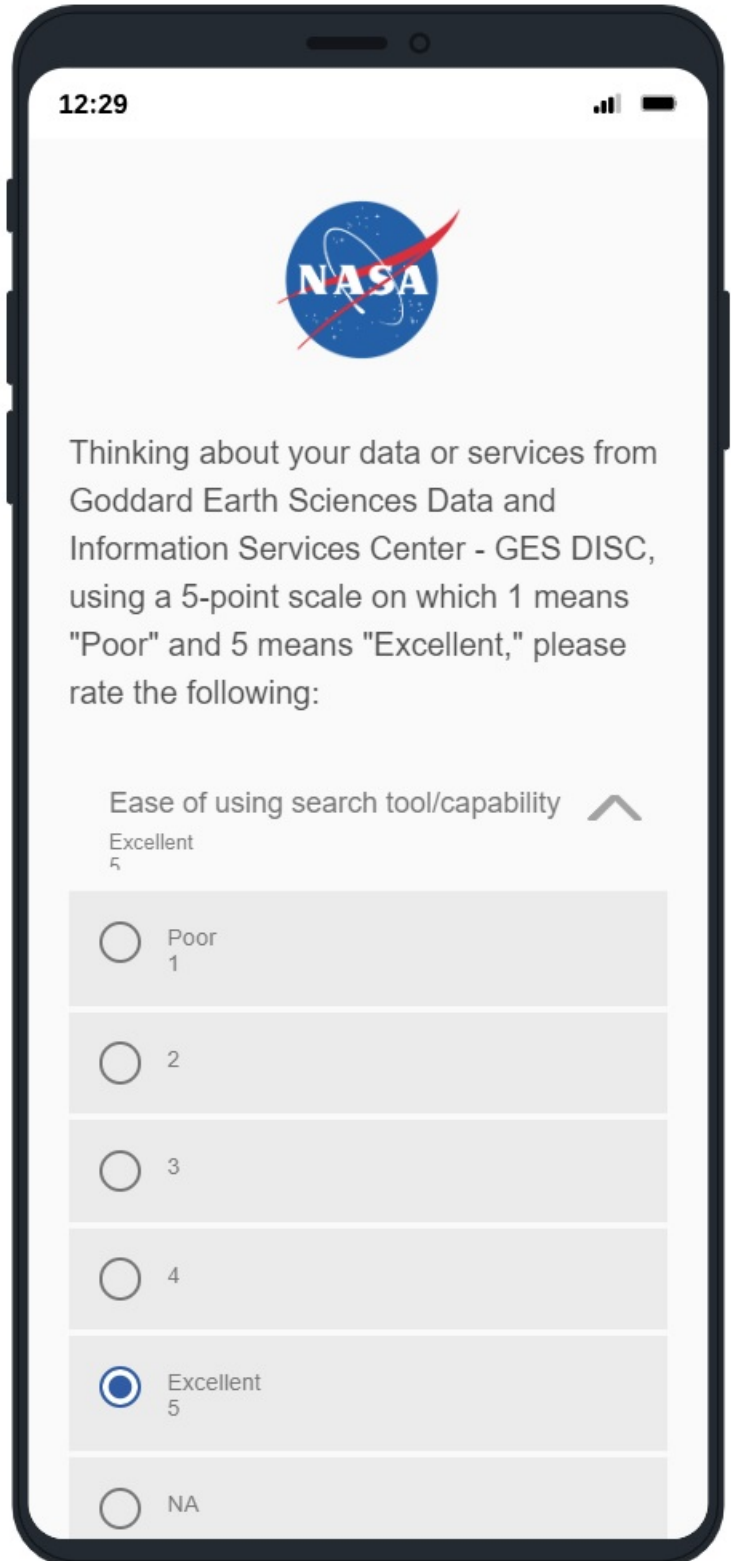 12:29
NASA
Thinking about your data or services from
Goddard Earth Sciences Data and
Information Services Center - GES DISC,
using a 5-point scale on which 1 means
"Poor" and 5 means "Excellent," please
rate the following:
Ease of using search tool/capability
Excellent
5
Poor
1
2
3
4
Excellent
5
NA